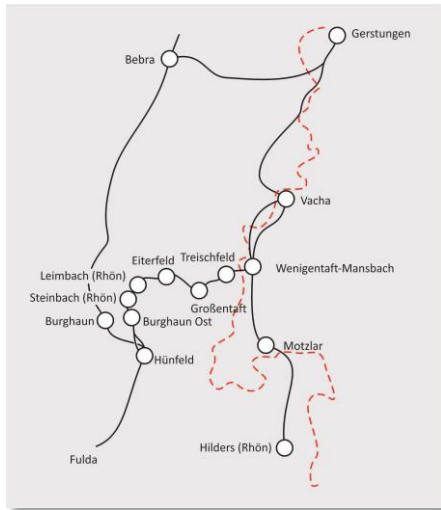 Gerstungen
Bebra
Vacha
Treischfeld
Eiterfeld
Wenigentaft-Mansbach
Leimbach (Rhön)
Großentaft
Steinbach (Rhön)
Burghaun
Burghaun Ost
Motzlar
Hünfeld
Hilders (Rhön)
Fulda